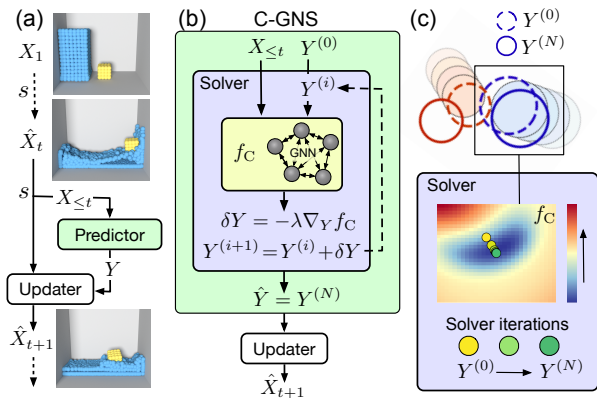 (a)
X_1
s
X̂_t
s
X_{≤t}
Predictor
Y
Updater
X̂_{t+1}
(b)
C-GNS
X_{≤t} Y^{(0)}
Solver
Y^{(i)}
f_C
GNN
δY = −λ∇_Y f_C
Y^{(i+1)} = Y^{(i)} + δY
Ŷ = Y^{(N)}
Updater
X̂_{t+1}
(c)
Y^{(0)}
Y^{(N)}
Solver
f_C
Solver iterations
Y^{(0)} → Y^{(N)}